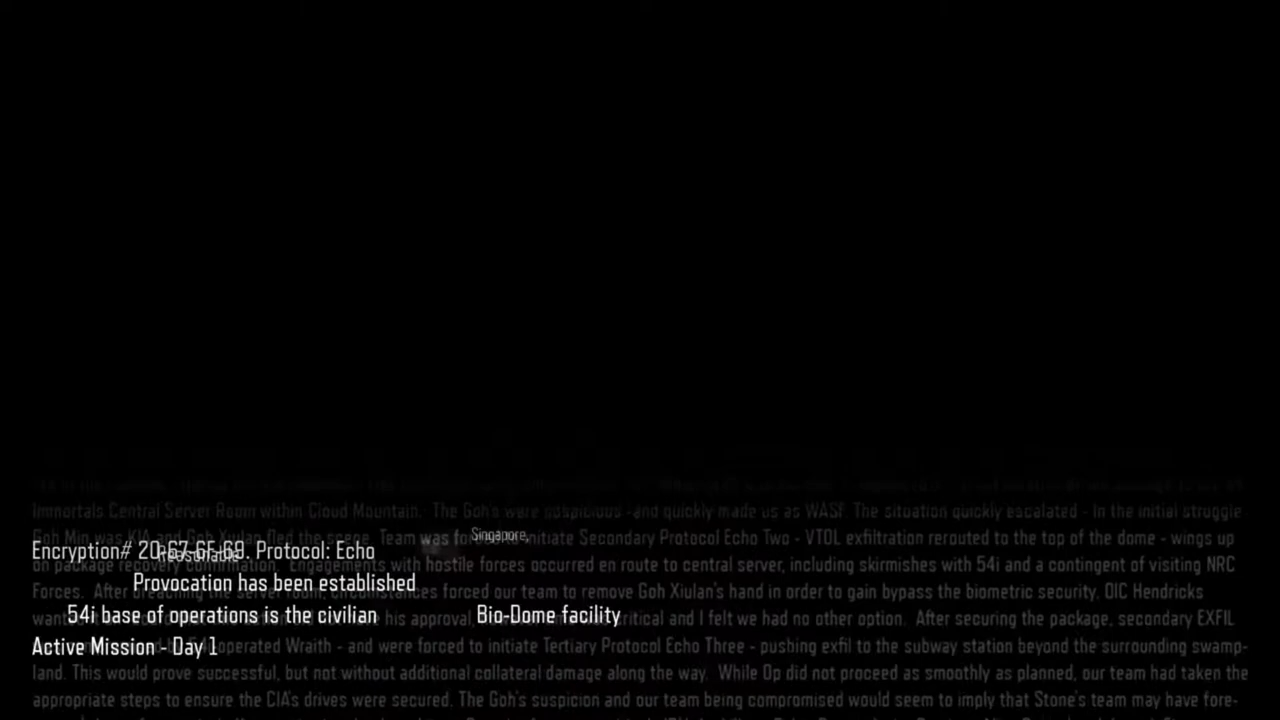 Immortals Central Server Room within Cloud Mountain. The Goh's were suspicious -and quickly made us as WASF. The situation quickly escalated - In the initial struggle
Goh Min was KIA and Goh Xiulan fled the scene. Team was forced to initiate Secondary Protocol Echo Two - VTOL exfiltration rerouted to the top of the dome - wings up
on package recovery confirmation. Engagements with hostile forces occurred en route to central server, including skirmishes with 54i and a contingent of visiting NRC
Forces. After breaching the server room, circumstances forced our team to remove Goh Xiulan's hand in order to gain bypass the biometric security. OIC Hendricks
his approval, critical and I felt we had no other option. After securing the package, secondary EXFIL
operated Wraith - and were forced to initiate Tertiary Protocol Echo Three - pushing exfil to the subway station beyond the surrounding swamp-
land. This would prove successful, but not without additional collateral damage along the way. While Op did not proceed as smoothly as planned, our team had taken the
appropriate steps to ensure the CIA's drives were secured. The Goh's suspicion and our team being compromised would seem to imply that Stone's team may have fore-
Singapore,
Encryption# 20-67-6F-69. Protocol: Echo
Reasonable
Provocation has been established
54i base of operations is the civilian Bio-Dome facility
Active Mission - Day 1